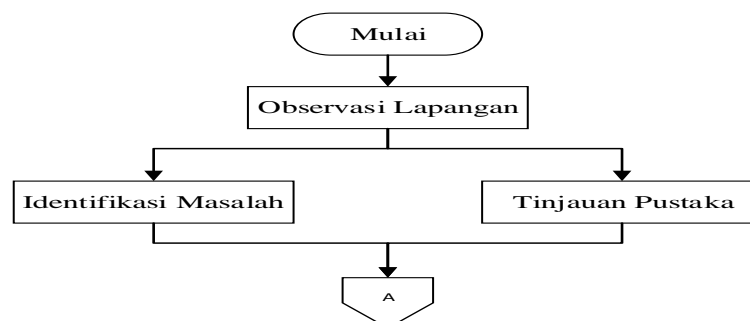 Mulai
Observasi Lapangan
Identifikasi Masalah
Tinjauan Pustaka
A